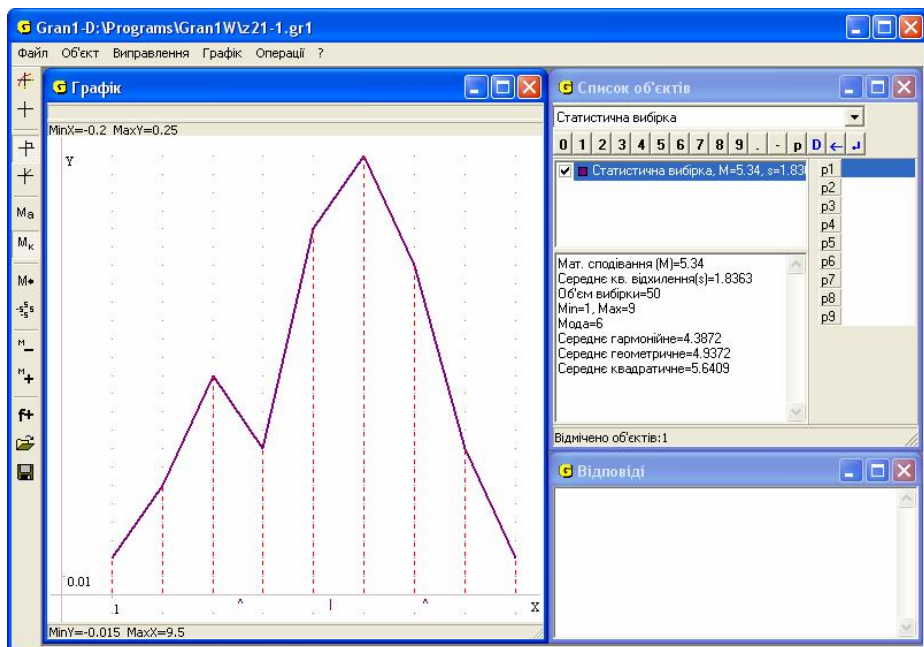 Gran1-D:\Programs\Gran1W\z21-1.gr1
Файл Об'єкт Виправлення Графік Операції ?
Графік
MinX=-0.2 MaxY=0.25
Y
0.01
.1
X
MinY=-0.015 MaxX=9.5
Ma
Мк
M
-s s s
M
M
f+
Список об'єктів
Статистична вибірка
0 1 2 3 4 5 6 7 8 9 . - p D ← ↲
Статистична вибірка, M=5.34, s=1.83
p1
p2
p3
p4
p5
p6
p7
p8
p9
Мат. сподівання (M)=5.34
Середнє кв. відхилення(s)=1.8363
Об'єм вибірки=50
Min=1, Max=9
Мода=6
Середнє гармонійне=4.3872
Середнє геометричне=4.9372
Середнє квадратичне=5.6409
Відмічено об'єктів:1
Відповіді